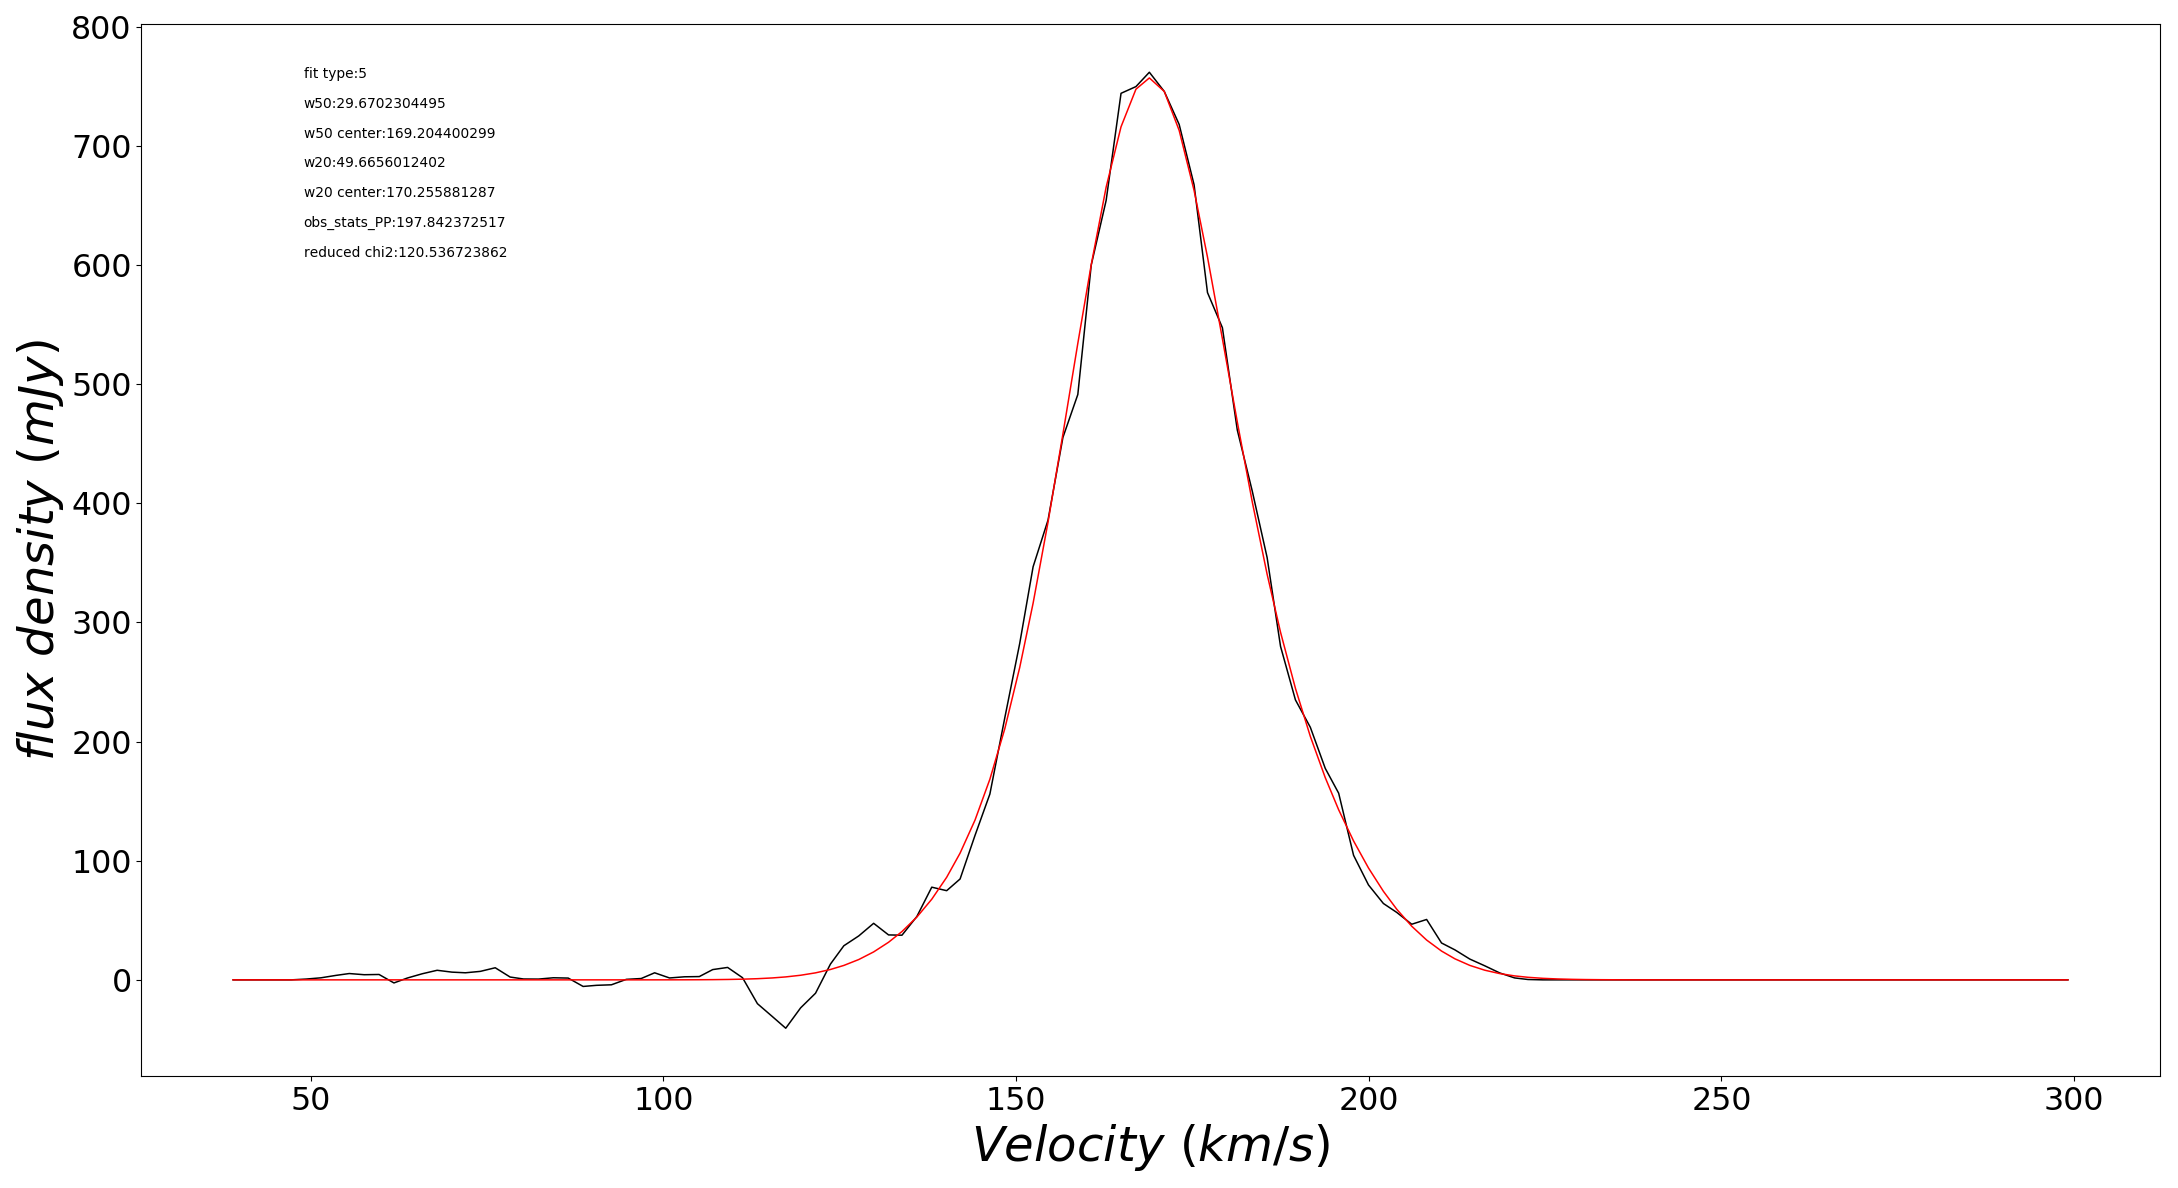 fit type:5
w50:29.6702304495
w50 center:169.204400299
w20:49.6656012402
w20 center:170.255881287
obs_stats_PP:197.842372517
reduced chi2:120.536723862
flux density (mJy)
800
700
600
500
400
300
200
100
0
50 100 150 200 250 300
Velocity (km/s)